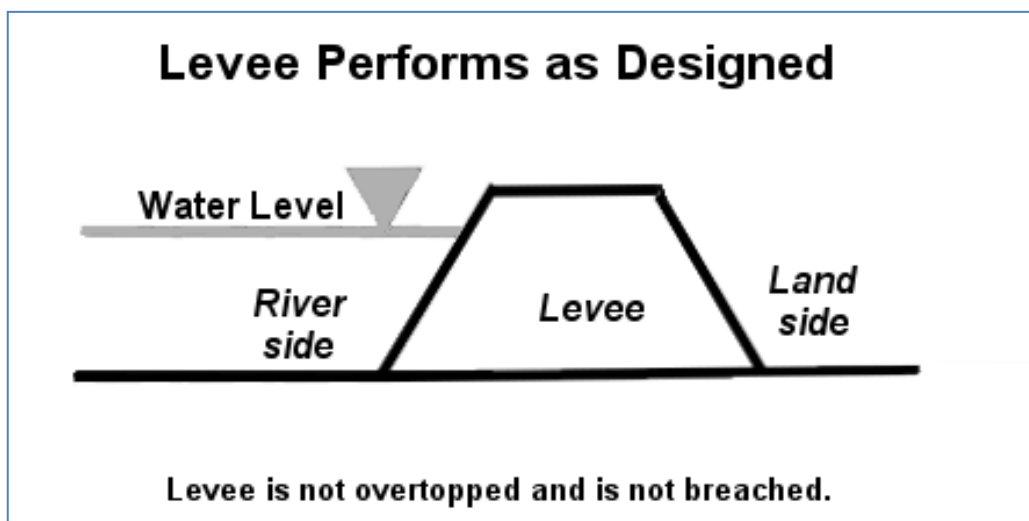 Levee Performs as Designed
Water Level
River
side
Levee
Land
side
Levee is not overtopped and is not breached.